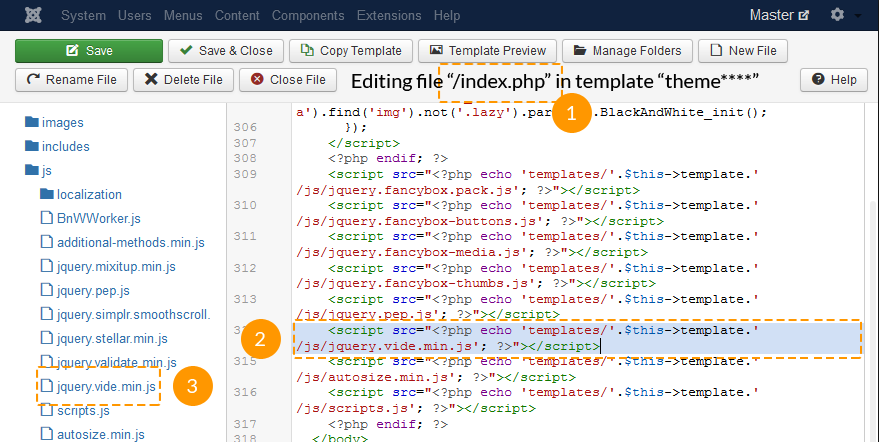 System Users Menus Content Components Extensions Help Master
Save Save & Close Copy Template Template Preview Manage Folders New File
Rename File Delete File Close File Editing file “/index.php” in template “theme****” Help
1
images
includes
js
localization
BnWWorker.js
additional-methods.min.js
jquery.mixitup.min.js
jquery.pep.js
jquery.simplr.smoothscroll.
jquery.stellar.min.js
jquery.validate.min.js
jquery.vide.min.js
scripts.js
autosize.min.js
3
a').find('img').not('.lazy').par .BlackAndWhite_init();
306 });
307 </script>
308 <?php endif; ?>
309 <script src="<?php echo 'templates/'.$this->template.'
/js/jquery.fancybox.pack.js'; ?>"></script>
310 <script src="<?php echo 'templates/'.$this->template.'
/js/jquery.fancybox-buttons.js'; ?>"></script>
311 <script src="<?php echo 'templates/'.$this->template.'
/js/jquery.fancybox-media.js'; ?>"></script>
312 <script src="<?php echo 'templates/'.$this->template.'
/js/jquery.fancybox-thumbs.js'; ?>"></script>
313 <script src="<?php echo 'templates/'.$this->template.'
/js/jquery.pep.js'; ?>"></script>
2 <script src="<?php echo 'templates/'.$this->template.'
/js/jquery.vide.min.js'; ?>"></script>
315 <script src="<?php echo 'templates/'.$this->template.'
/js/autosize.min.js'; ?>"></script>
316 <script src="<?php echo 'templates/'.$this->template.'
/js/scripts.js'; ?>"></script>
317 <?php endif; ?>
318 </body>